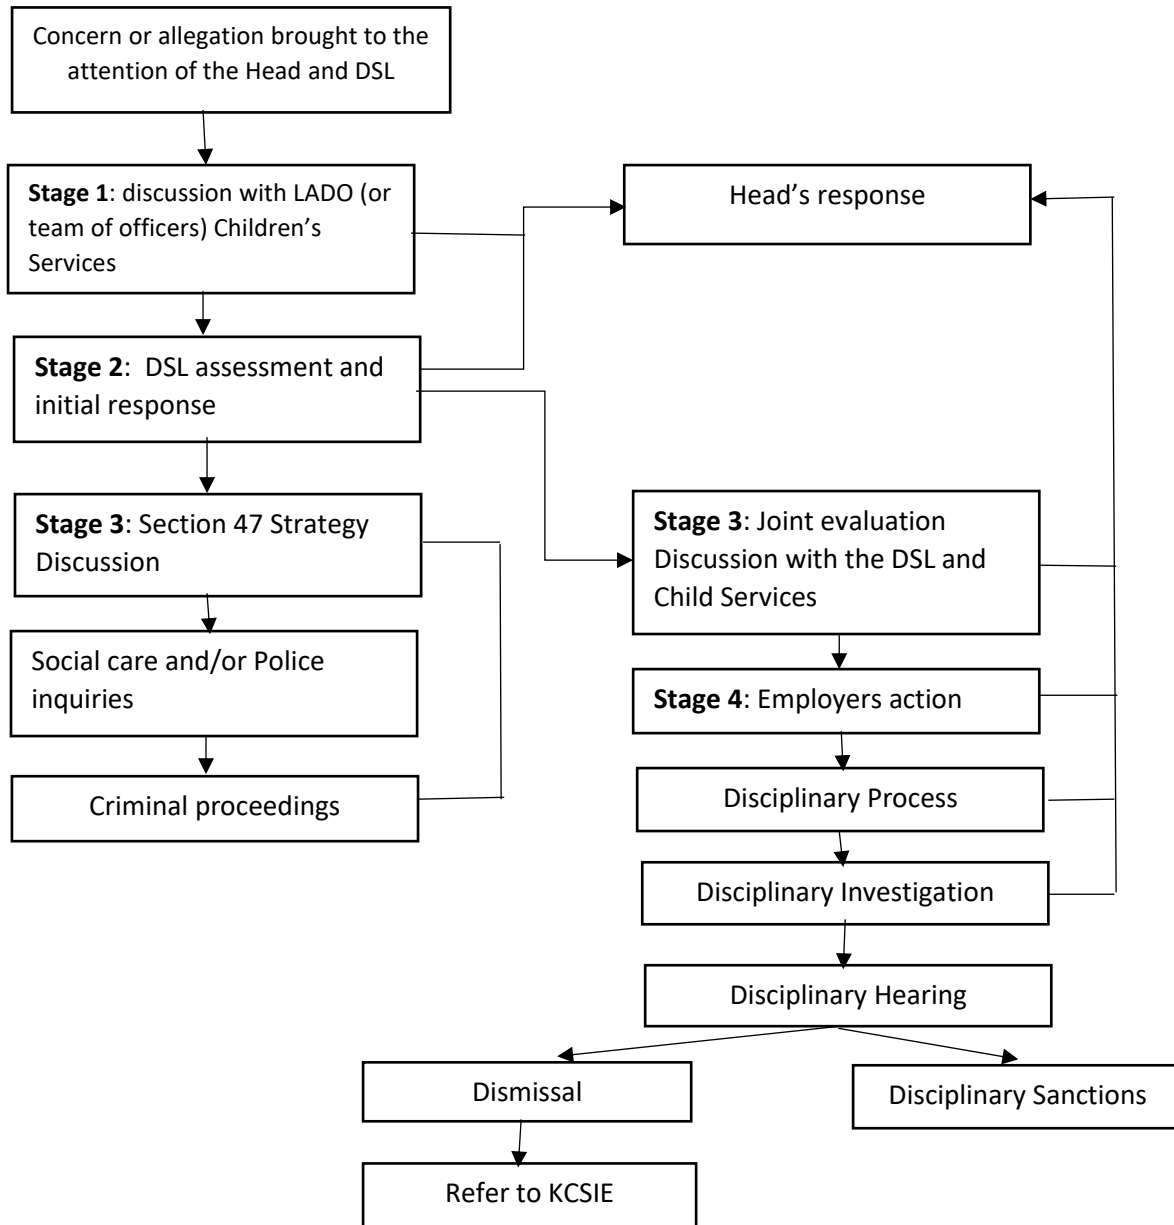 Concern or allegation brought to the
attention of the Head and DSL
Stage 1: discussion with LADO (or
team of officers) Children's
Services
Head's response
Stage 2:  DSL assessment and
initial response
Stage 3: Section 47 Strategy
Discussion
Stage 3: Joint evaluation
Discussion with the DSL and
Child Services
Social care and/or Police
inquiries
Stage 4: Employers action
Criminal proceedings
Disciplinary Process
Disciplinary Investigation
Disciplinary Hearing
Dismissal
Disciplinary Sanctions
Refer to KCSIE